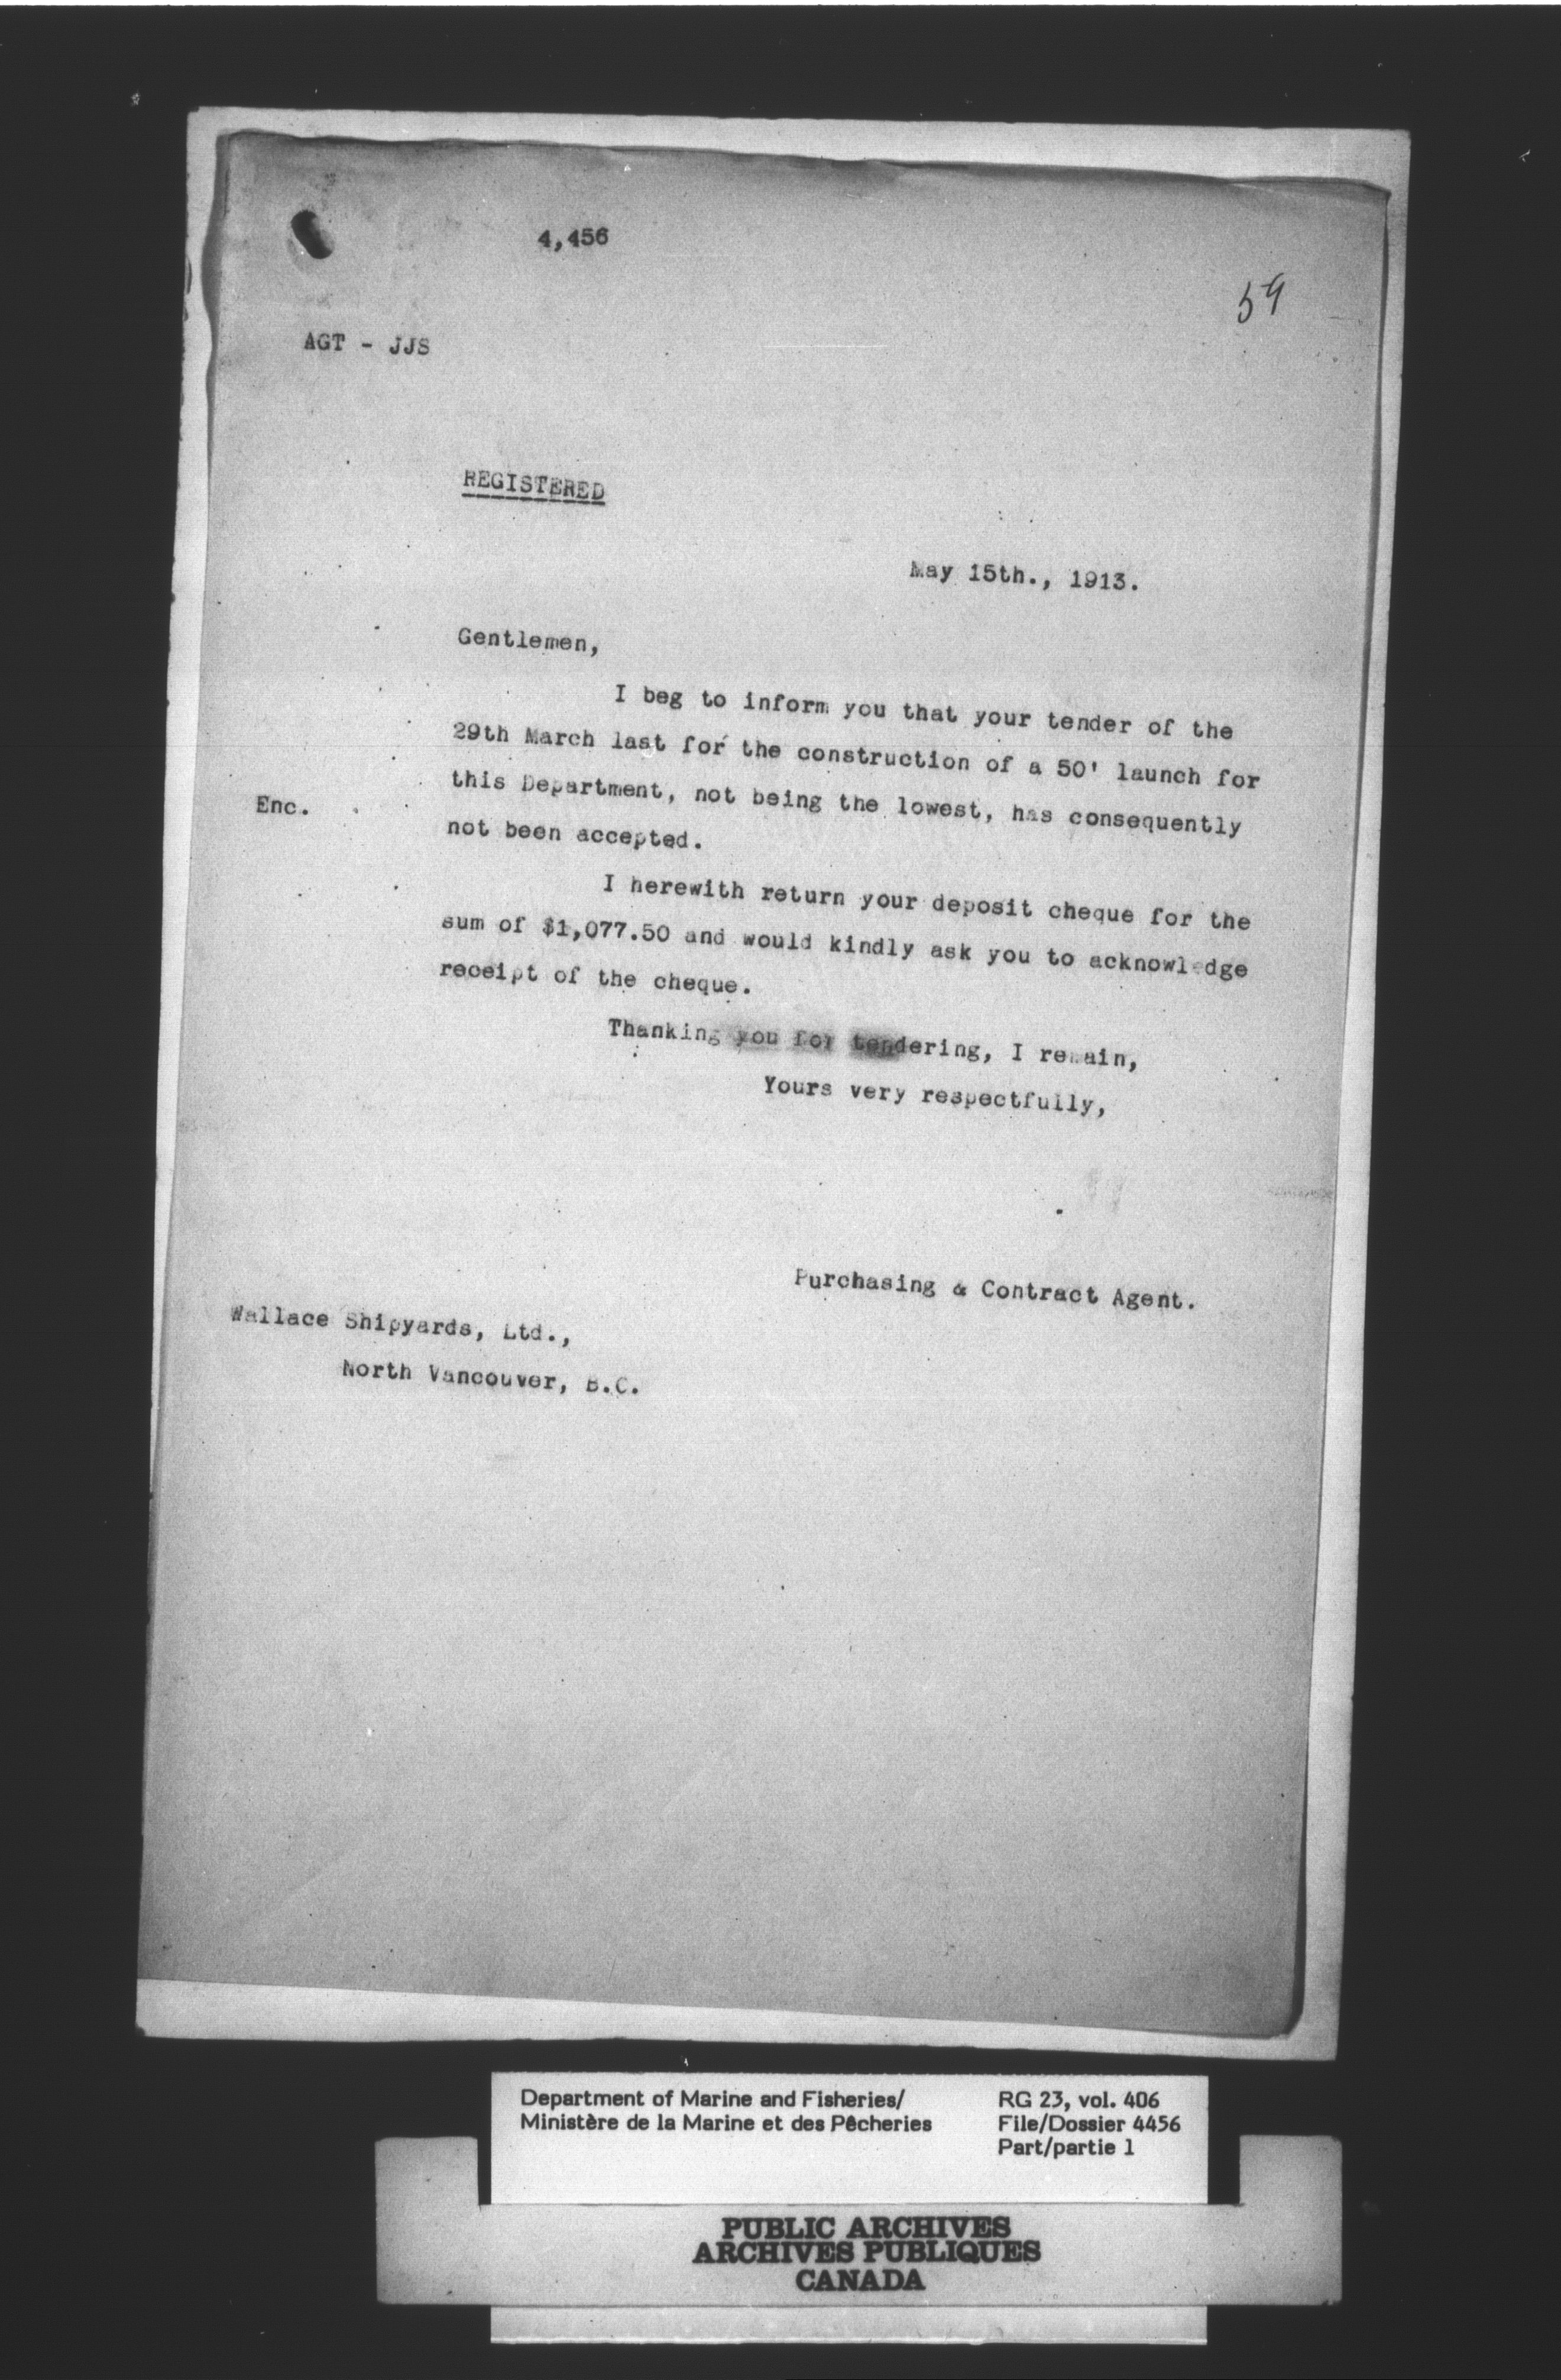 4,456
59
AGT - JJS
REGISTERED
May 15th., 1913.
Gentlemen,
I beg to inform you that your tender of the
29th March last for the construction of a 50' launch for
this Department, not being the lowest, has consequently
Enc.
not been accepted.
I herewith return your deposit cheque for the
sum of $1,077.50 and would kindly ask you to acknowledge
receipt of the cheque.
Thanking you for tendering, I remain,
Yours very respectfully,
Purchasing & Contract Agent.
Wallace Shipyards, Ltd.,
North Vancouver, B.C.
Department of Marine and Fisheries/
Ministère de la Marine et des Pêcheries
RG 23, vol. 406
File/Dossier 4456
Part/partie 1
PUBLIC ARCHIVES
ARCHIVES PUBLIQUES
CANADA